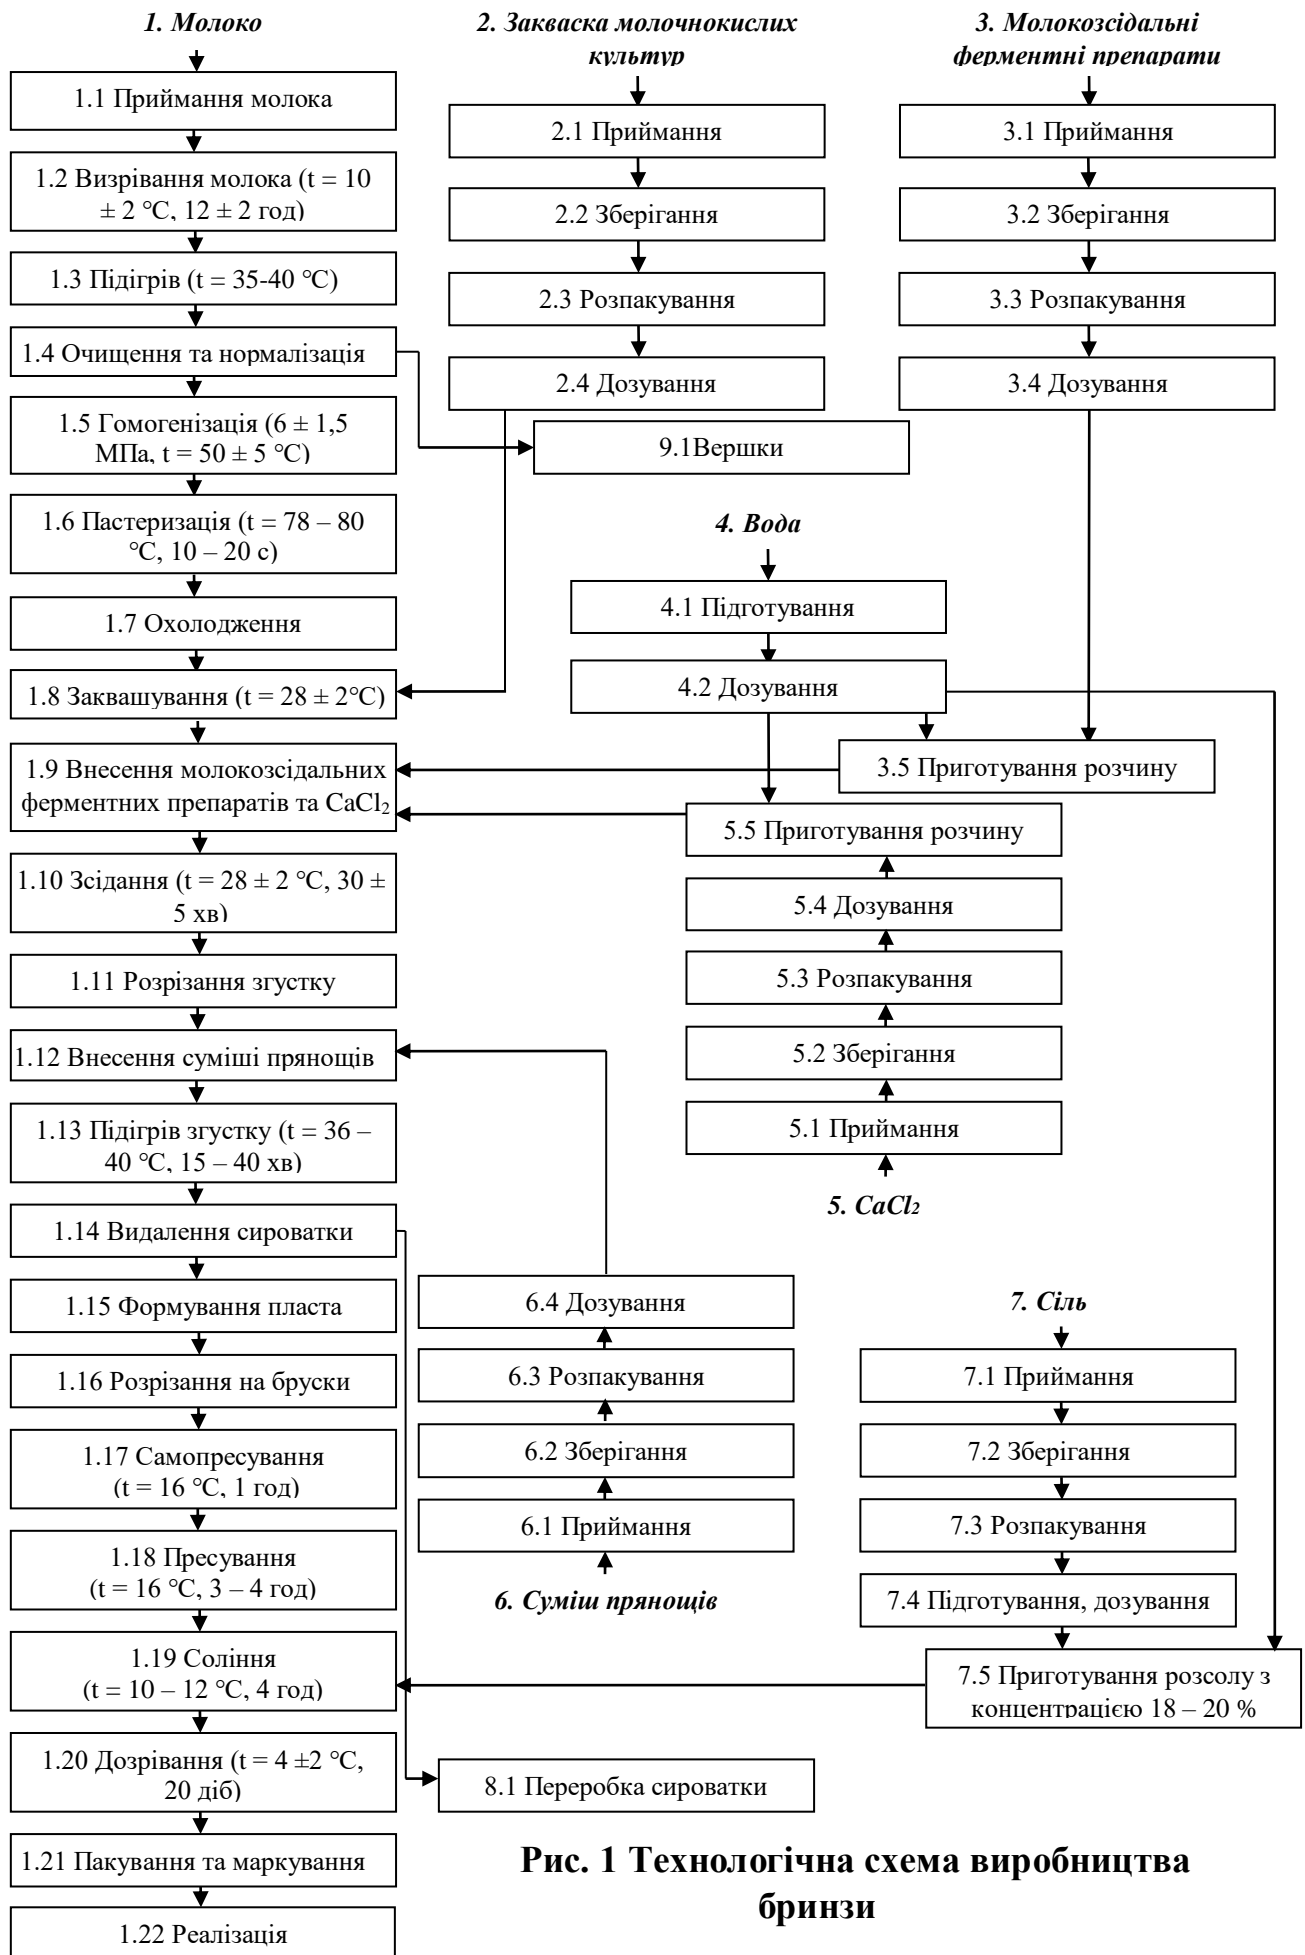 1. Молоко
1.1 Приймання молока
1.2 Визрівання молока (t = 10
± 2 °С, 12 ± 2 год)
1.3 Підігрів (t = 35-40 °С)
1.4 Очищення та нормалізація
1.5 Гомогенізація (6 ± 1,5
МПа, t = 50 ± 5 °С)
1.6 Пастеризація (t = 78 – 80
°С, 10 – 20 с)
1.7 Охолодження
1.8 Заквашування (t = 28 ± 2°С)
1.9 Внесення молокозсідальних
ферментних препаратів та CaCl₂
1.10 Зсідання (t = 28 ± 2 °С, 30 ±
5 хв)
1.11 Розрізання згустку
1.12 Внесення суміші прянощів
1.13 Підігрів згустку (t = 36 –
40 °С, 15 – 40 хв)
1.14 Видалення сироватки
1.15 Формування пласта
1.16 Розрізання на бруски
1.17 Самопресування
(t = 16 °С, 1 год)
1.18 Пресування
(t = 16 °С, 3 – 4 год)
1.19 Соління
(t = 10 – 12 °С, 4 год)
1.20 Дозрівання (t = 4 ±2 °С,
20 діб)
1.21 Пакування та маркування
1.22 Реалізація
2. Закваска молочнокислих
культур
2.1 Приймання
2.2 Зберігання
2.3 Розпакування
2.4 Дозування
9.1Вершки
3. Молокозсідальні
ферментні препарати
3.1 Приймання
3.2 Зберігання
3.3 Розпакування
3.4 Дозування
4. Вода
4.1 Підготування
4.2 Дозування
3.5 Приготування розчину
5.5 Приготування розчину
5.4 Дозування
5.3 Розпакування
5.2 Зберігання
5.1 Приймання
5. CaCl₂
6.4 Дозування
6.3 Розпакування
6.2 Зберігання
6.1 Приймання
6. Суміш прянощів
7. Сіль
7.1 Приймання
7.2 Зберігання
7.3 Розпакування
7.4 Підготування, дозування
7.5 Приготування розсолу з
концентрацією 18 – 20 %
8.1 Переробка сироватки
Рис. 1 Технологічна схема виробництва
бринзи